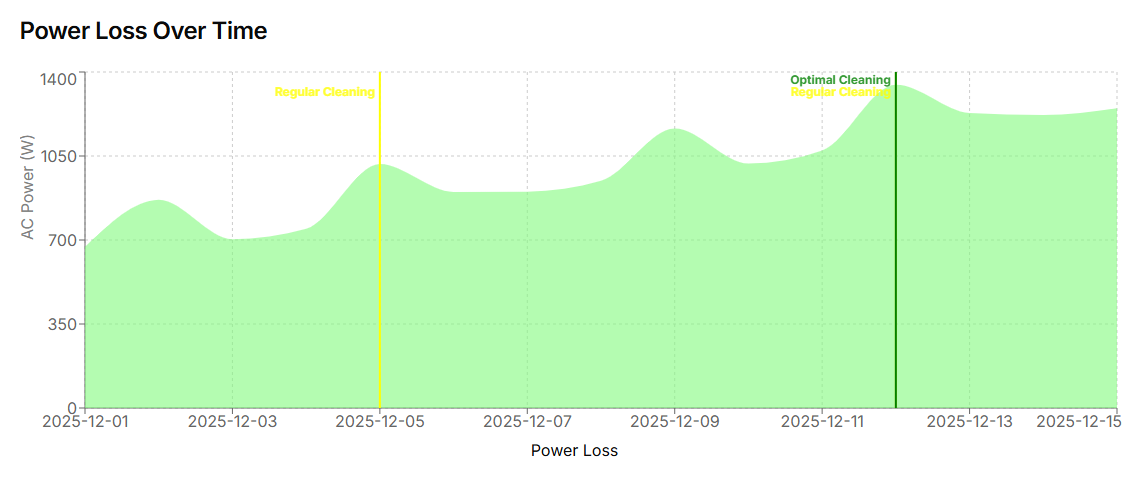 Power Loss Over Time
1400
1050
700
350
0
AC Power (W)
Regular Cleaning
Optimal Cleaning
Regular Cleaning
2025-12-01
2025-12-03
2025-12-05
2025-12-07
2025-12-09
2025-12-11
2025-12-13
2025-12-15
Power Loss